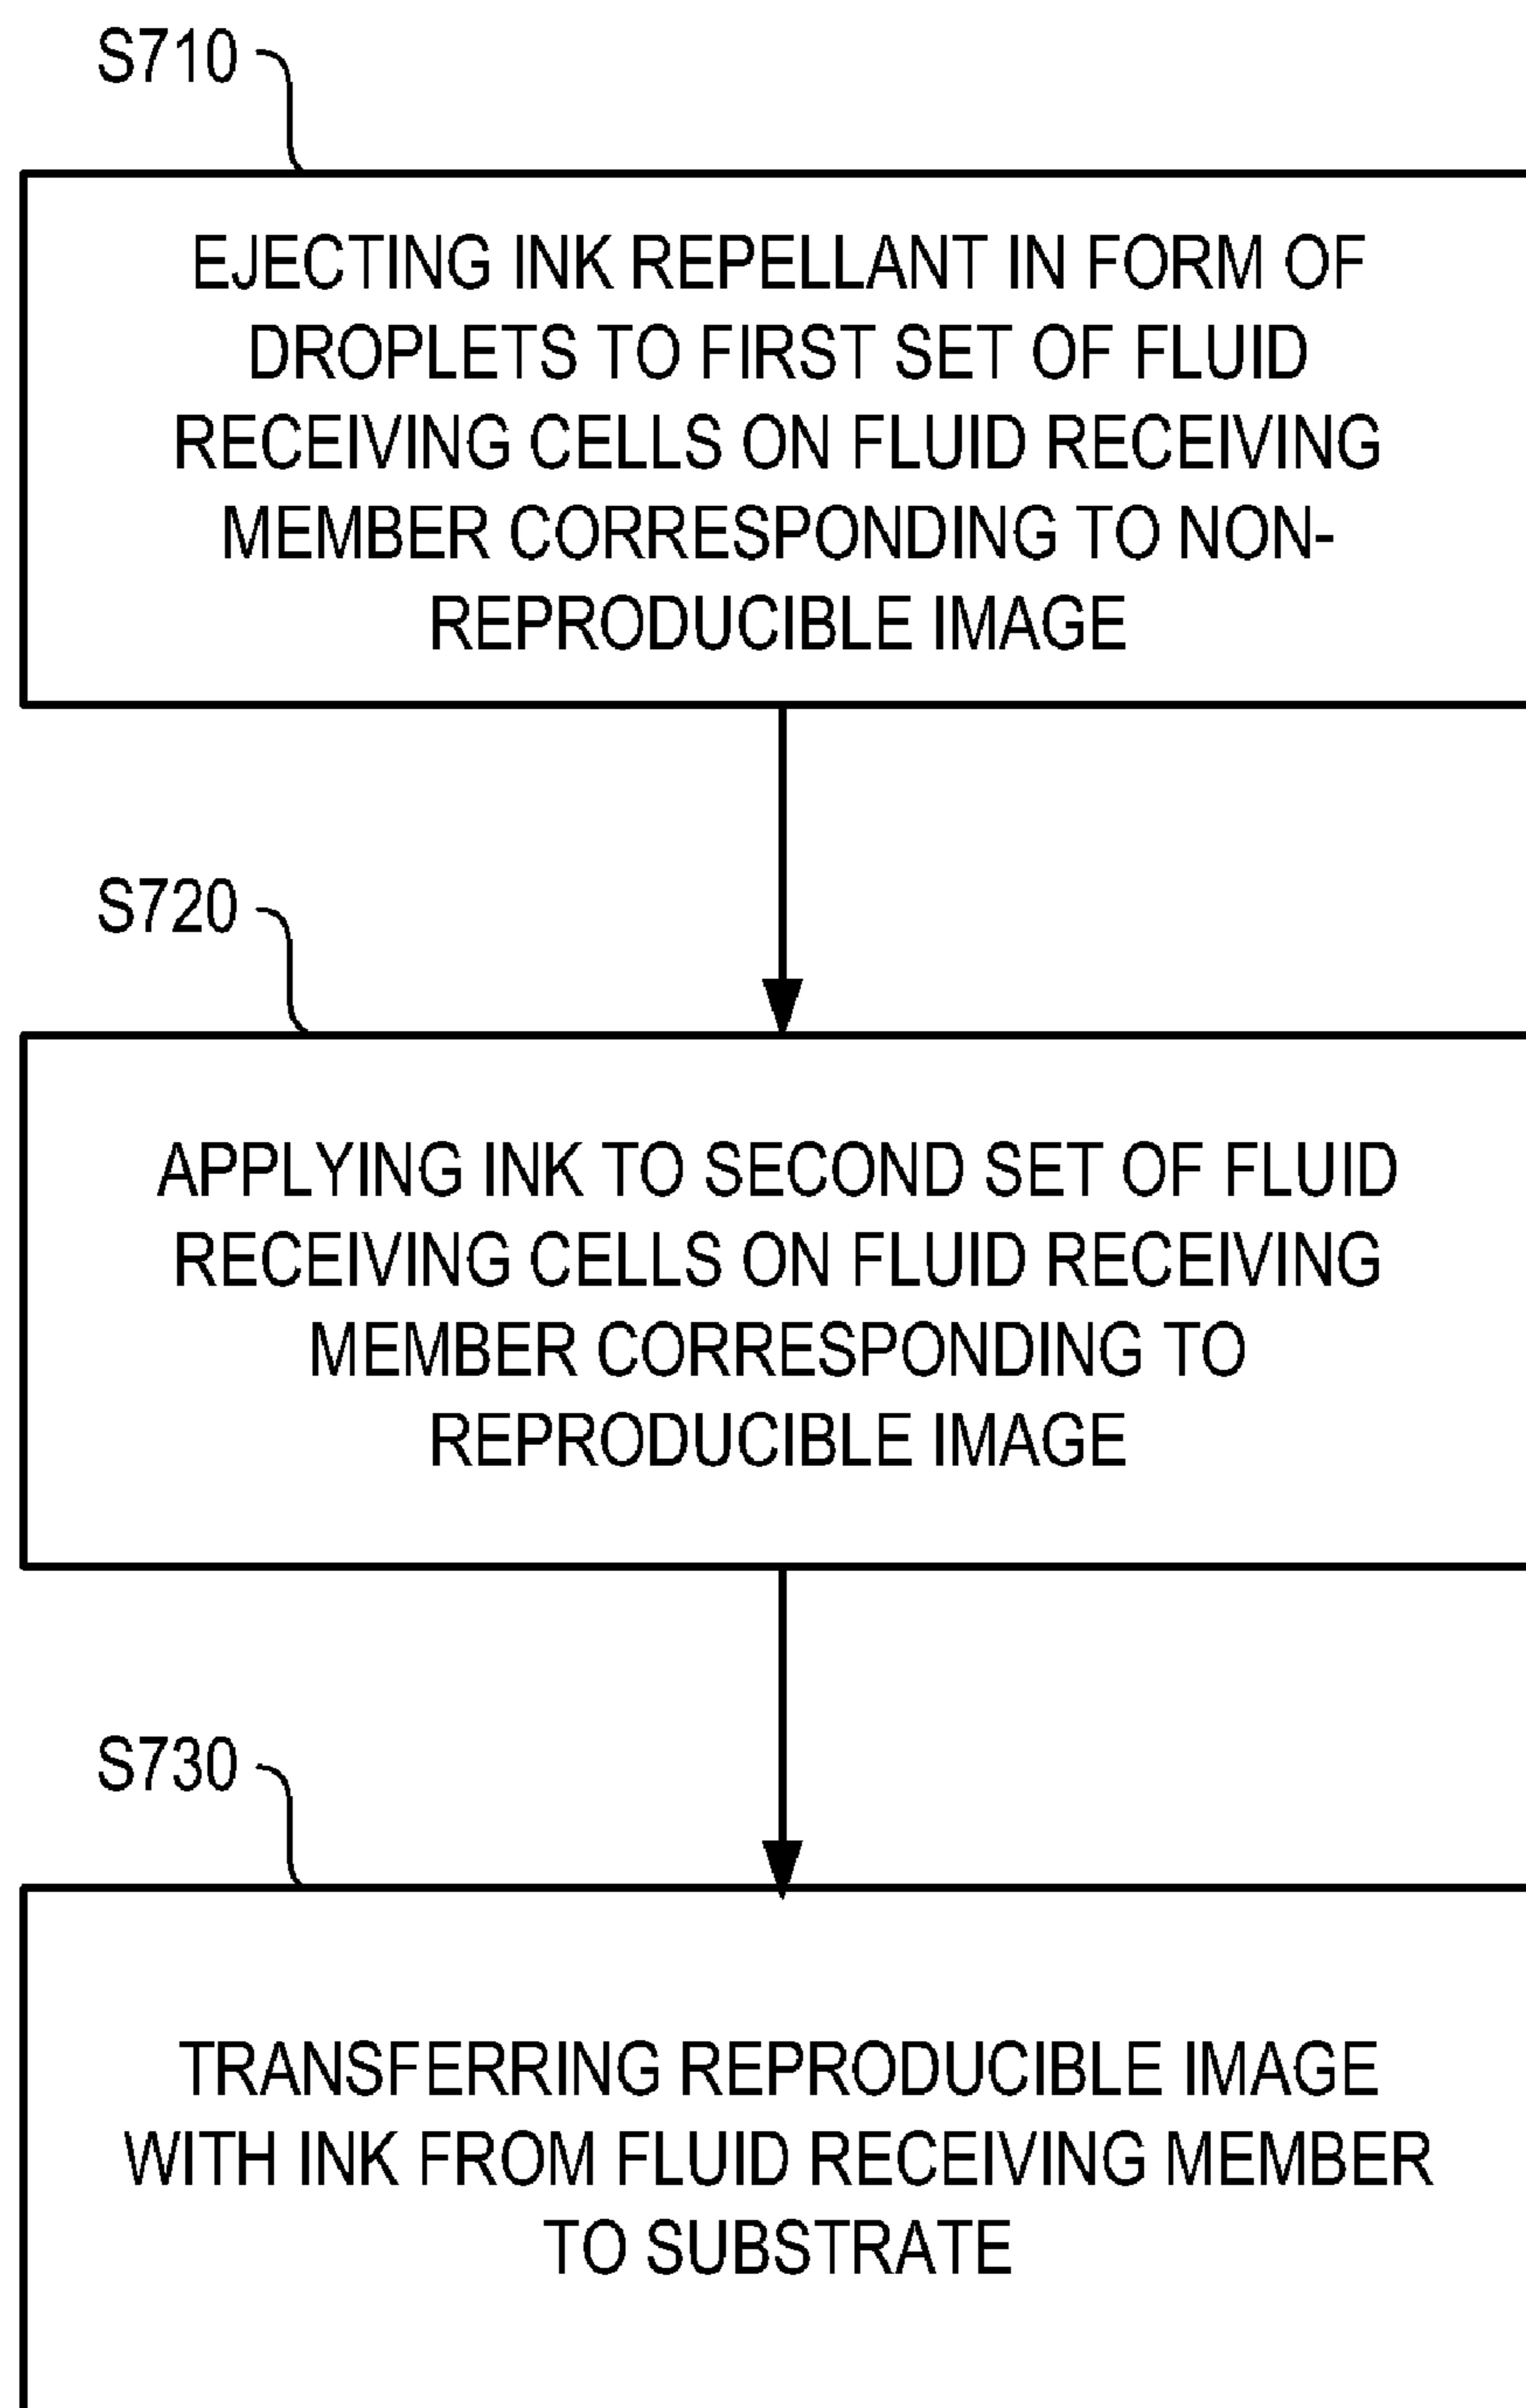 S710
EJECTING INK REPELLANT IN FORM OF
DROPLETS TO FIRST SET OF FLUID
RECEIVING CELLS ON FLUID RECEIVING
MEMBER CORRESPONDING TO NON-
REPRODUCIBLE IMAGE
S720
APPLYING INK TO SECOND SET OF FLUID
RECEIVING CELLS ON FLUID RECEIVING
MEMBER CORRESPONDING TO
REPRODUCIBLE IMAGE
S730
TRANSFERRING REPRODUCIBLE IMAGE
WITH INK FROM FLUID RECEIVING MEMBER
TO SUBSTRATE